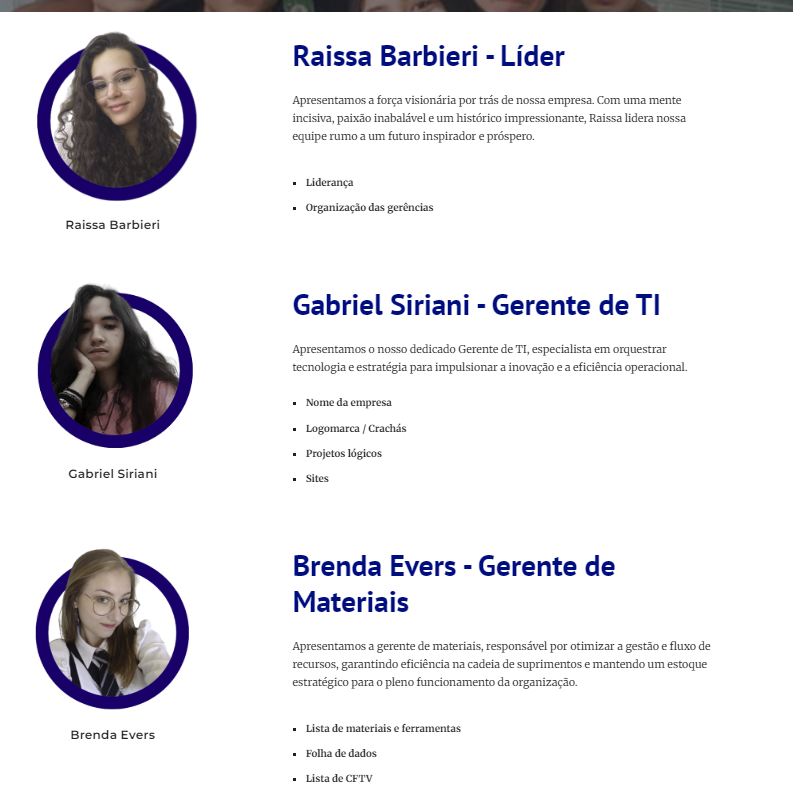 Raissa Barbieri - Líder
Apresentamos a força visionária por trás de nossa empresa. Com uma mente
incisiva, paixão inabalável e um histórico impressionante, Raissa lidera nossa
equipe rumo a um futuro inspirador e próspero.
Liderança
Organização das gerências
Raissa Barbieri
Gabriel Siriani - Gerente de TI
Apresentamos o nosso dedicado Gerente de TI, especialista em orquestrar
tecnologia e estratégia para impulsionar a inovação e a eficiência operacional.
Nome da empresa
Logomarca / Crachás
Projetos lógicos
Sites
Gabriel Siriani
Brenda Evers - Gerente de
Materiais
Apresentamos a gerente de materiais, responsável por otimizar a gestão e fluxo de
recursos, garantindo eficiência na cadeia de suprimentos e mantendo um estoque
estratégico para o pleno funcionamento da organização.
Lista de materiais e ferramentas
Folha de dados
Lista de CFTV
Brenda Evers